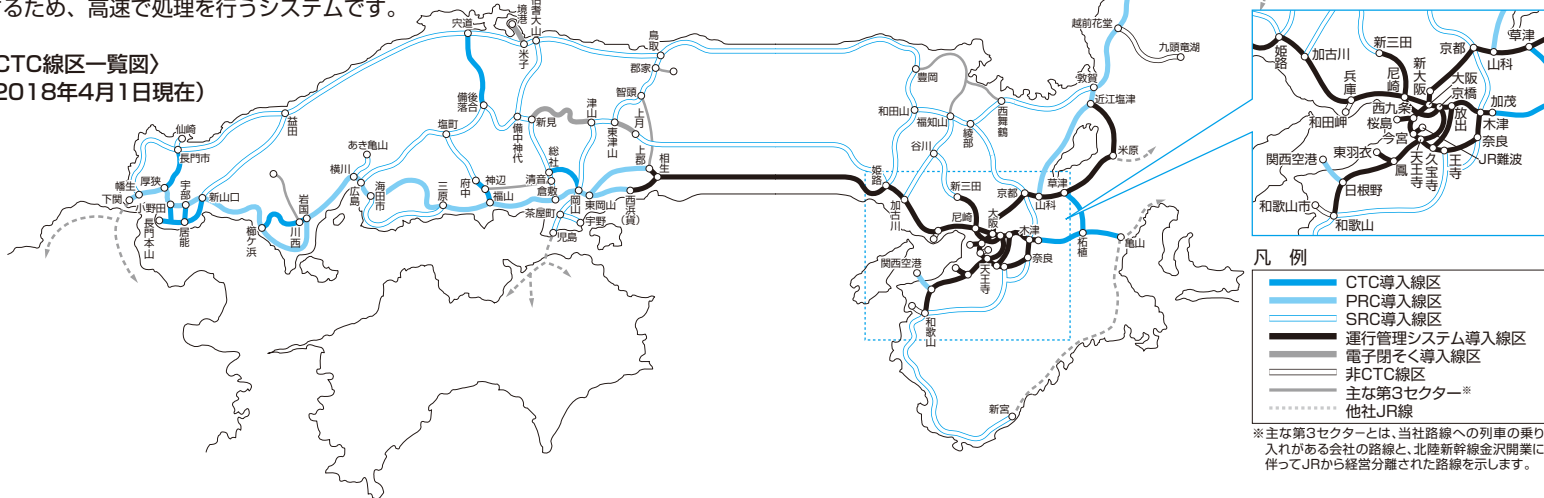 するため、高速で処理を行うシステムです。
CTC線区一覧図〉
2018年4月1日現在）
宍道
境港
伯耆大山
米子
鳥取
郡家
智頭
津山
東津山
上月
上郡
相生
西浜(貨)
備後落合
備中神代
新見
塩町
益田
仙崎
長門市
厚狭
幡生
下関
小野田
宇部
新山口
長門本山
居能
櫛ケ浜
岩国
川西
あき亀山
横川
広島
海田市
三原
府中
神辺
福山
総社
清音
倉敷
岡山
東岡山
茶屋町
宇野
児島
豊岡
和田山
福知山
綾部
西舞鶴
谷川
姫路
加古川
新三田
尼崎
大阪
京都
山科
草津
木津
奈良
天王寺
関西空港
和歌山
新宮
柘植
亀山
越前花堂
九頭竜湖
敦賀
近江塩津
米原
姫路
加古川
兵庫
和田岬
新三田
尼崎
新大阪
大阪
京橋
京都
山科
草津
西九条
桜島
今宮
放出
加茂
木津
奈良
JR難波
王寺
久宝寺
天王寺
鳳
東羽衣
関西空港
日根野
和歌山市
和歌山
凡 例
CTC導入線区
PRC導入線区
SRC導入線区
運行管理システム導入線区
電子閉そく導入線区
非CTC線区
主な第3セクター※
他社JR線
※主な第3セクターとは、当社路線への列車の乗り
入れがある会社の路線と、北陸新幹線金沢開業に
伴ってJRから経営分離された路線を示します。